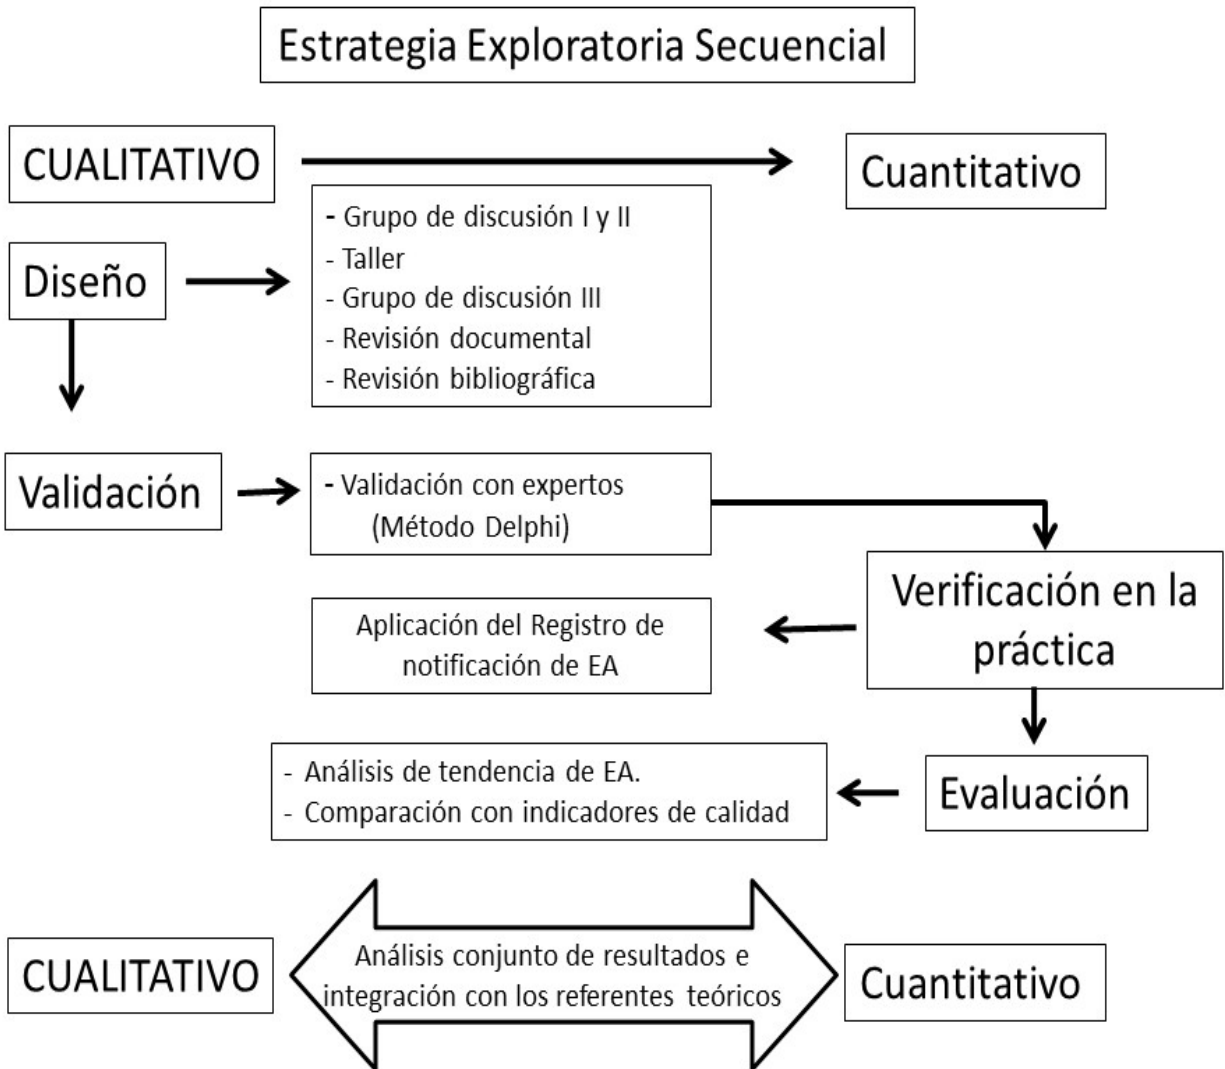 Estrategia Exploratoria Secuencial
CUALITATIVO
Cuantitativo
- Grupo de discusión I y II
- Taller
- Grupo de discusión III
- Revisión documental
- Revisión bibliográfica
Diseño
Validación
- Validación con expertos
(Método Delphi)
Verificación en la
práctica
Aplicación del Registro de
notificación de EA
- Análisis de tendencia de EA.
- Comparación con indicadores de calidad
Evaluación
CUALITATIVO
Análisis conjunto de resultados e
integración con los referentes teóricos
Cuantitativo